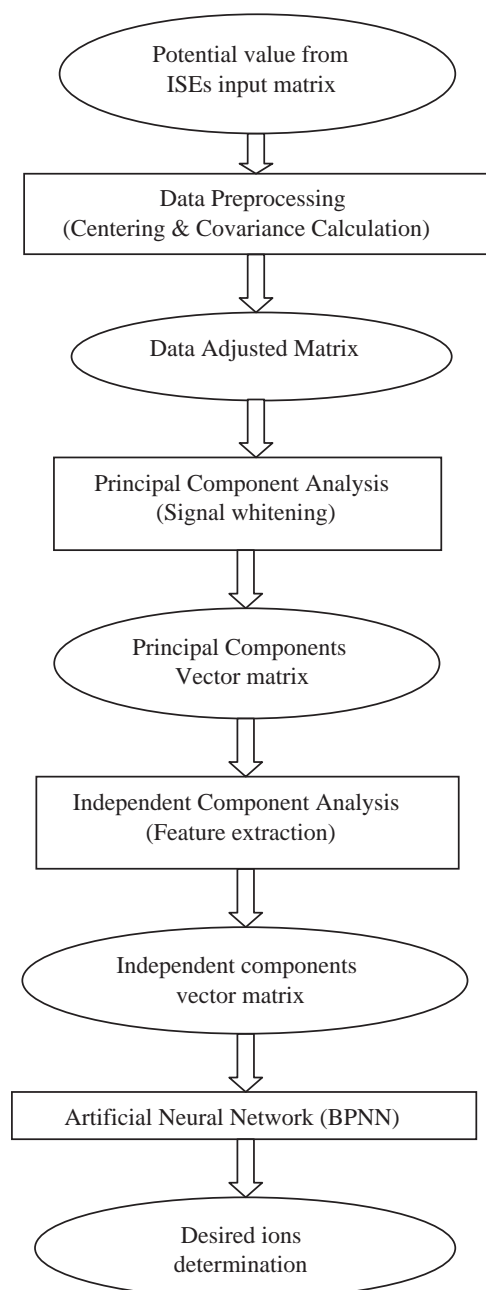 Potential value from
ISEs input matrix
Data Preprocessing
(Centering & Covariance Calculation)
Data Adjusted Matrix
Principal Component Analysis
(Signal whitening)
Principal Components
Vector matrix
Independent Component Analysis
(Feature extraction)
Independent components
vector matrix
Artificial Neural Network (BPNN)
Desired ions
determination